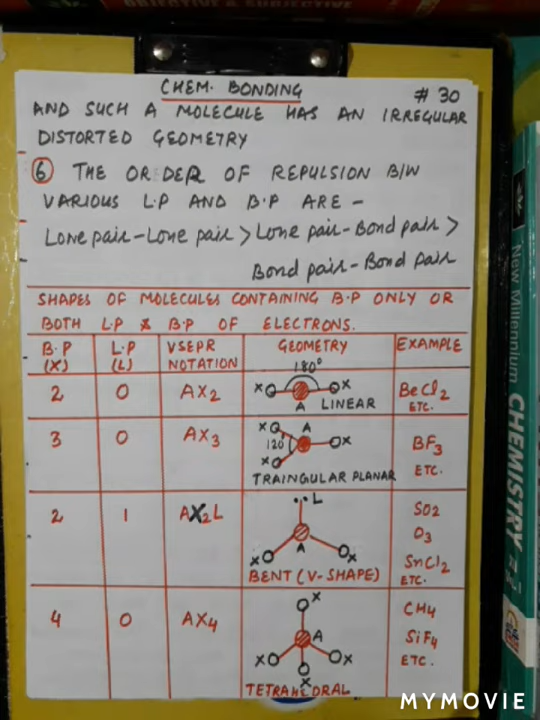 OBJECTIVE & SUBJECTIVE
CHEM. BONDING
# 30
AND SUCH A MOLECULE HAS AN IRREGULAR
DISTORTED GEOMETRY
6 THE ORDER OF REPULSION B/W
VARIOUS L.P AND B.P ARE –
Lone pair – Lone pair > Lone pair – Bond pair >
Bond pair – Bond pair
SHAPES OF MOLECULES CONTAINING B.P ONLY OR
BOTH L.P & B.P OF ELECTRONS.
B.P (X) L.P (L) VSEPR NOTATION GEOMETRY EXAMPLE
2 0 AX2 180° X X A LINEAR BeCl2 ETC.
3 0 AX3 X A X 120° X TRAINGULAR PLANAR BF3 ETC.
2 1 AX2L L A X X BENT (V-SHAPE) SO2 O3 SnCl2 ETC.
4 0 AX4 X A X X X TETRAHEDRAL CH4 SiF4 ETC.
New Millennium CHEMISTRY
MYMOVIE